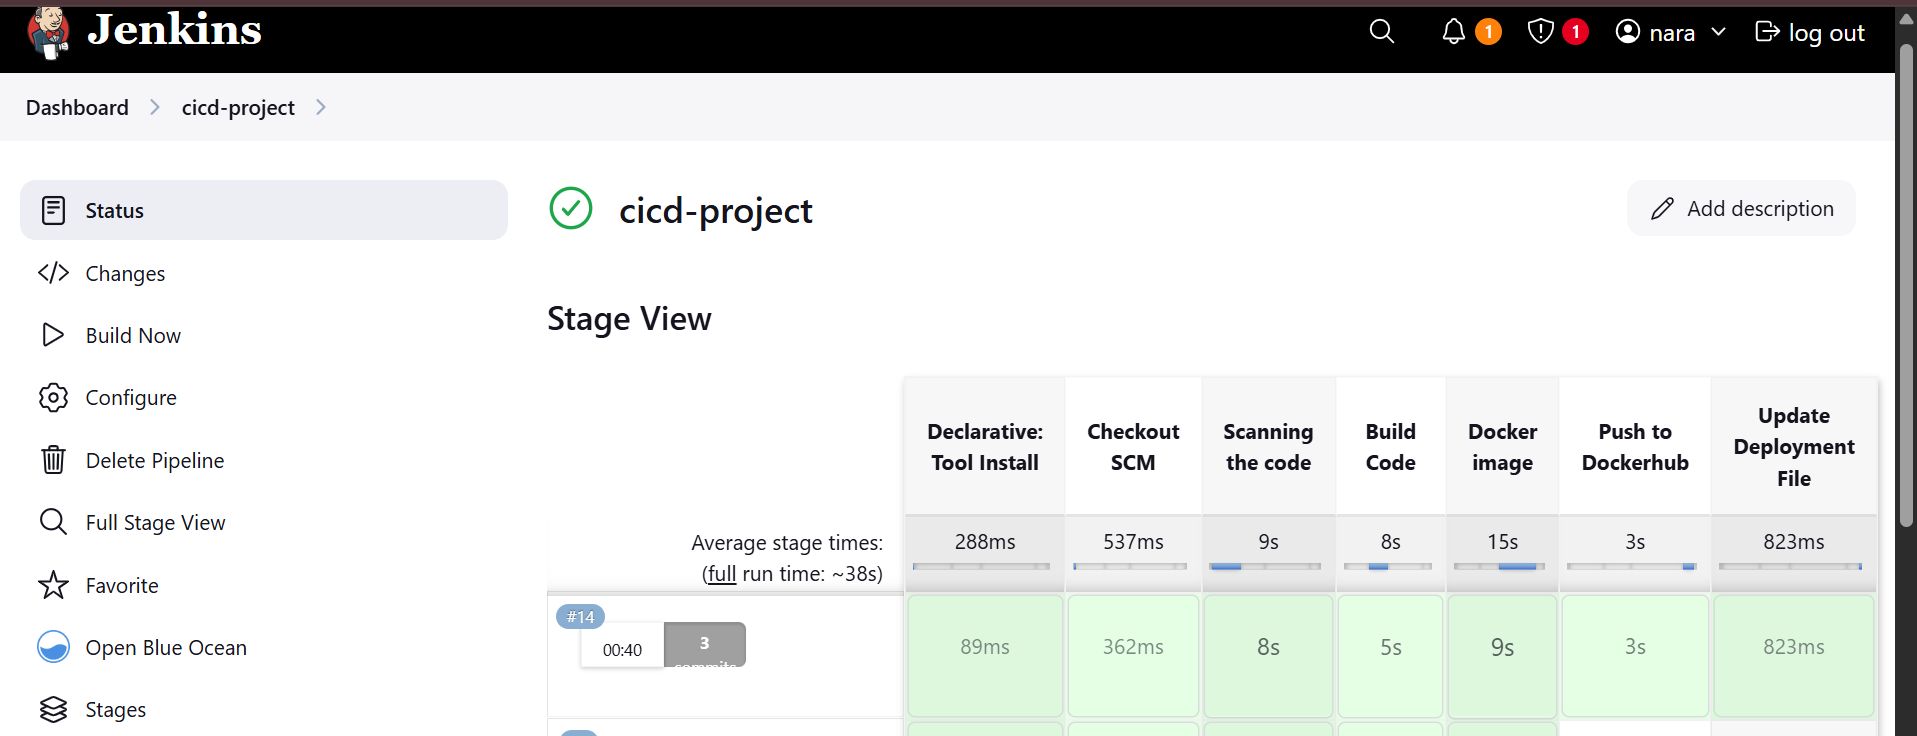 Jenkins
1
1
nara
log out
Dashboard
cicd-project
Status
Changes
Build Now
Configure
Delete Pipeline
Full Stage View
Favorite
Open Blue Ocean
Stages
cicd-project
Add description
Stage View
Declarative:
Tool Install
Checkout
SCM
Scanning
the code
Build
Code
Docker
image
Push to
Dockerhub
Update
Deployment
File
Average stage times:
(full run time: ~38s)
288ms
537ms
9s
8s
15s
3s
823ms
#14
00:40
3
commits
89ms
362ms
8s
5s
9s
3s
823ms